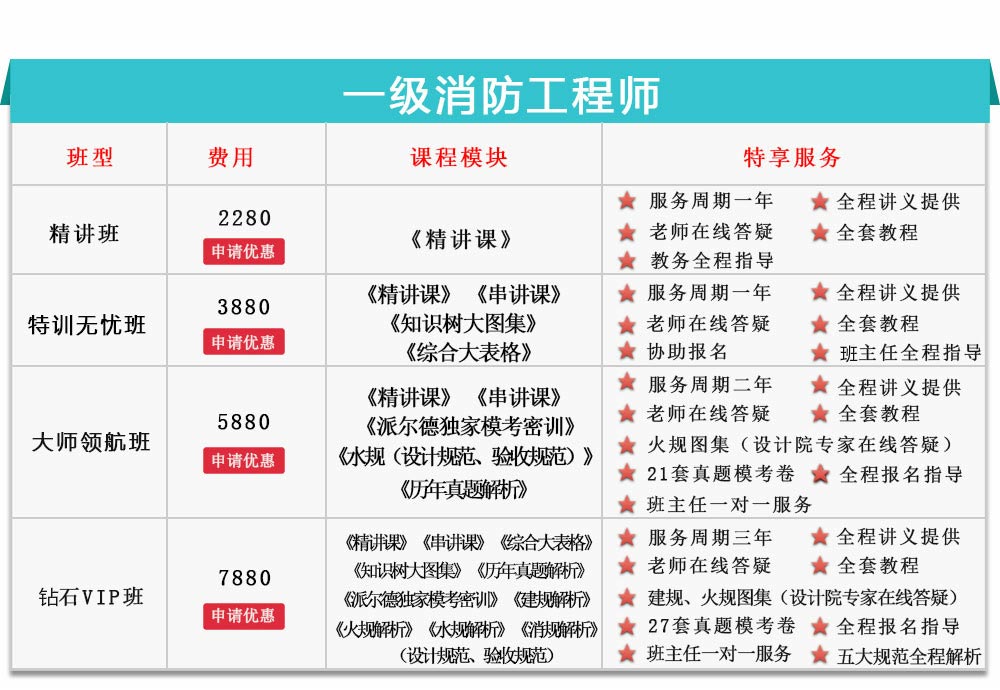 一级消防工程师
班型 费用 课程模块 特享服务
精讲班
2280
申请优惠
《精讲课》
服务周期一年 全程讲义提供
老师在线答疑 全套教程
教务全程指导
特训无忧班
3880
申请优惠
《精讲课》 《串讲课》
《知识树大图集》
《综合大表格》
服务周期一年 全程讲义提供
老师在线答疑 全套教程
协助报名 班主任全程指导
大师领航班
5880
申请优惠
《精讲课》 《串讲课》
《派尔德独家模考密训》
《水规（设计规范、验收规范）》
《历年真题解析》
服务周期二年 全程讲义提供
老师在线答疑 全套教程
火规图集（设计院专家在线答疑）
21套真题模考卷 全程报名指导
班主任一对一服务
钻石VIP班
7880
申请优惠
《精讲课》 《串讲课》 《综合大表格》
《知识树大图集》 《历年真题解析》
《派尔德独家模考密训》 《建规解析》
《火规解析》 《水规解析》 《消规解析》
（设计规范、验收规范）
服务周期三年 全程讲义提供
老师在线答疑 全套教程
建规、火规图集（设计院专家在线答疑）
27套真题模考卷 全程报名指导
班主任一对一服务 五大规范全程解析